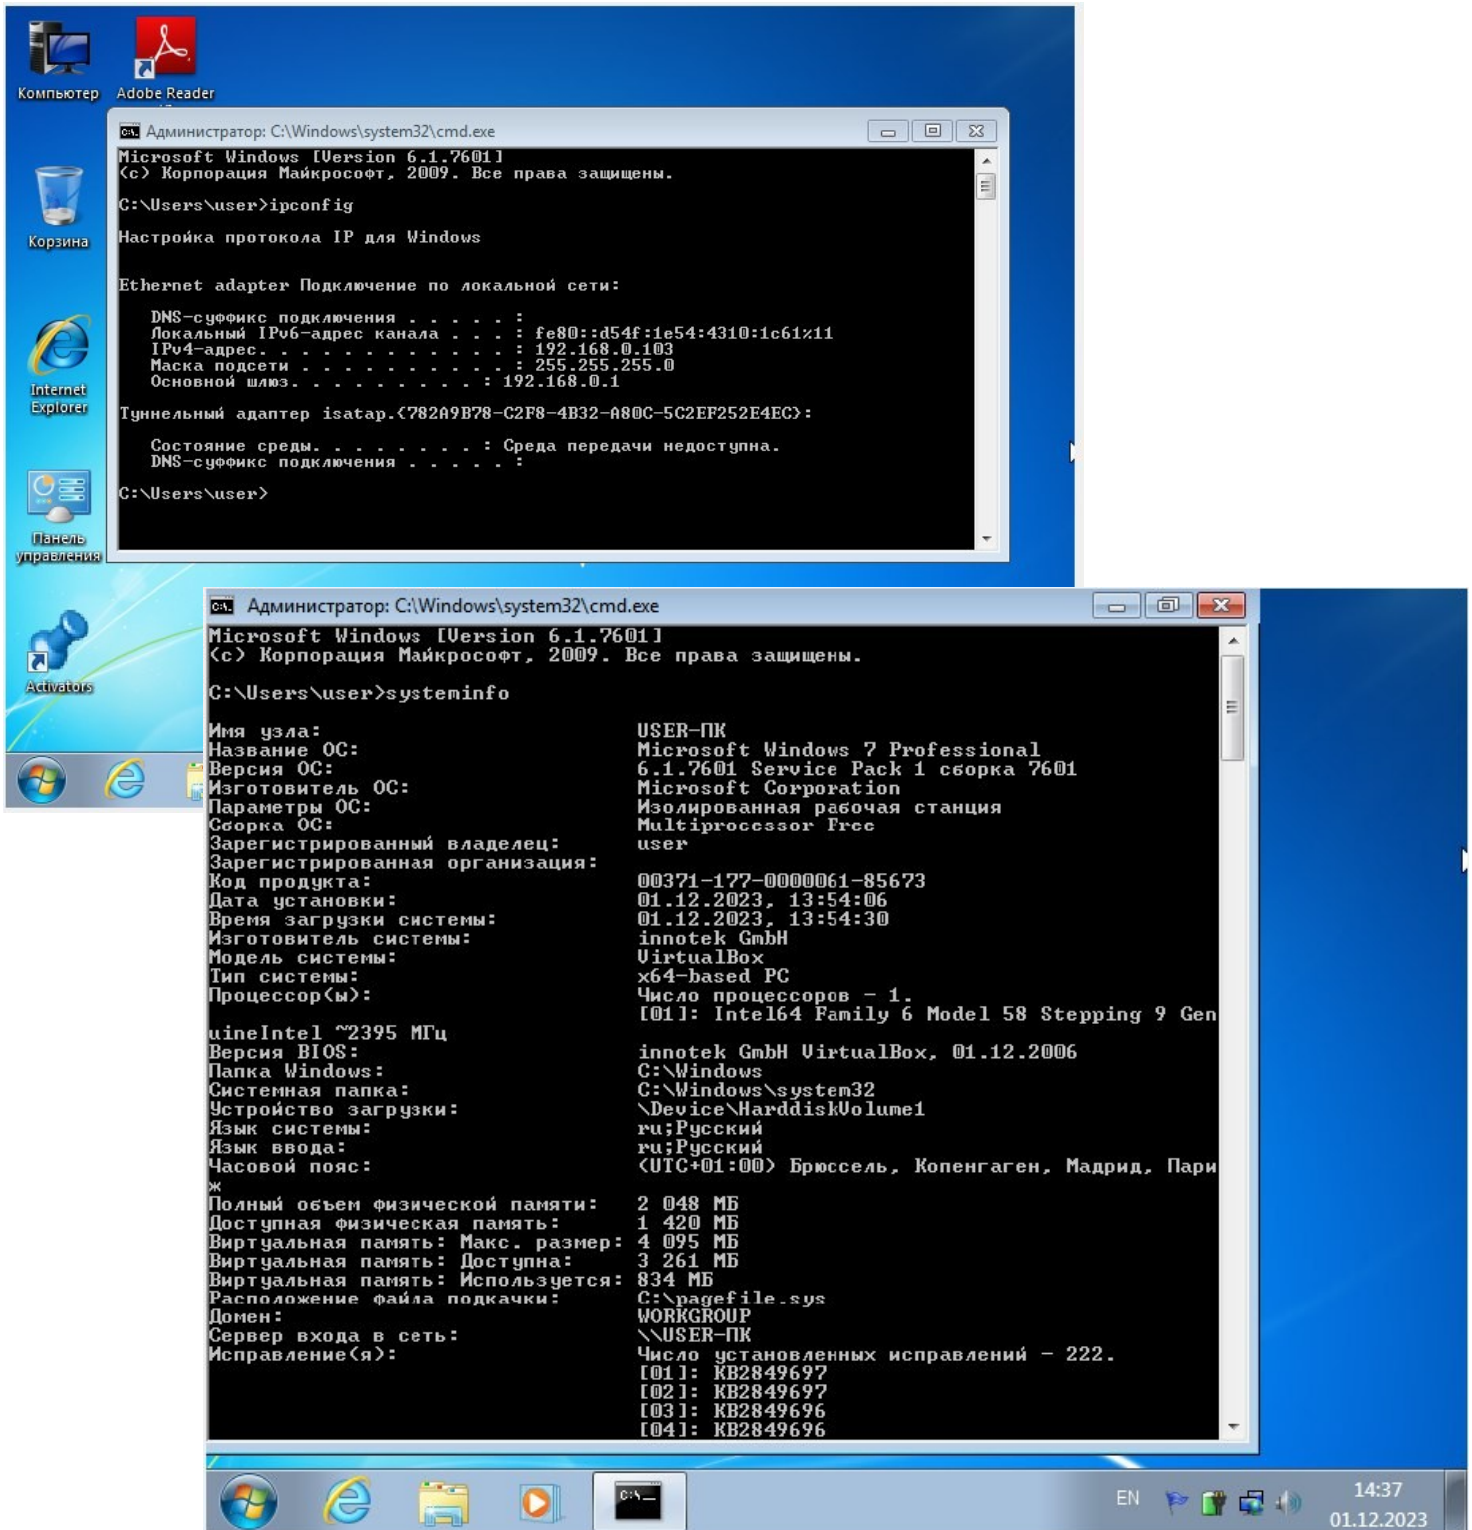 Компьютер
Adobe Reader
Корзина
Internet
Explorer
Панель
управления
Activators
Администратор: C:\Windows\system32\cmd.exe
Microsoft Windows [Version 6.1.7601]
(c) Корпорация Майкрософт, 2009. Все права защищены.
C:\Users\user>ipconfig
Настройка протокола IP для Windows
Ethernet adapter Подключение по локальной сети:
DNS-суффикс подключения . . . . . :
Локальный IPv6-адрес канала . . . : fe80::d54f:1e54:4310:1c61%11
IPv4-адрес. . . . . . . . . . . . : 192.168.0.103
Маска подсети . . . . . . . . . . : 255.255.255.0
Основной шлюз. . . . . . . . . : 192.168.0.1
Туннельный адаптер isatap.{782A9B78-C2F8-4B32-A80C-5C2EF252E4EC}:
Состояние среды. . . . . . . . : Среда передачи недоступна.
DNS-суффикс подключения . . . . . :
C:\Users\user>
Администратор: C:\Windows\system32\cmd.exe
Microsoft Windows [Version 6.1.7601]
(c) Корпорация Майкрософт, 2009. Все права защищены.
C:\Users\user>systeminfo
Имя узла: USER-ПК
Название ОС: Microsoft Windows 7 Professional
Версия ОС: 6.1.7601 Service Pack 1 сборка 7601
Изготовитель ОС: Microsoft Corporation
Параметры ОС: Изолированная рабочая станция
Сборка ОС: Multiprocessor Free
Зарегистрированный владелец: user
Зарегистрированная организация:
Код продукта: 00371-177-0000061-85673
Дата установки: 01.12.2023, 13:54:06
Время загрузки системы: 01.12.2023, 13:54:30
Изготовитель системы: innotek GmbH
Модель системы: VirtualBox
Тип системы: x64-based PC
Процессор(ы): Число процессоров - 1.
[01]: Intel64 Family 6 Model 58 Stepping 9 Gen
uineIntel ~2395 МГц
Версия BIOS: innotek GmbH VirtualBox, 01.12.2006
Папка Windows: C:\Windows
Системная папка: C:\Windows\system32
Устройство загрузки: \Device\HarddiskVolume1
Язык системы: ru;Русский
Язык ввода: ru;Русский
Часовой пояс: (UTC+01:00) Брюссель, Копенгаген, Мадрид, Пари
ж
Полный объем физической памяти: 2 048 МБ
Доступная физическая память: 1 420 МБ
Виртуальная память: Макс. размер: 4 095 МБ
Виртуальная память: Доступна: 3 261 МБ
Виртуальная память: Используется: 834 МБ
Расположение файла подкачки: C:\pagefile.sys
Домен: WORKGROUP
Сервер входа в сеть: \\USER-ПК
Исправление(я): Число установленных исправлений - 222.
[01]: KB2849697
[02]: KB2849697
[03]: KB2849696
[04]: KB2849696
EN
14:37
01.12.2023